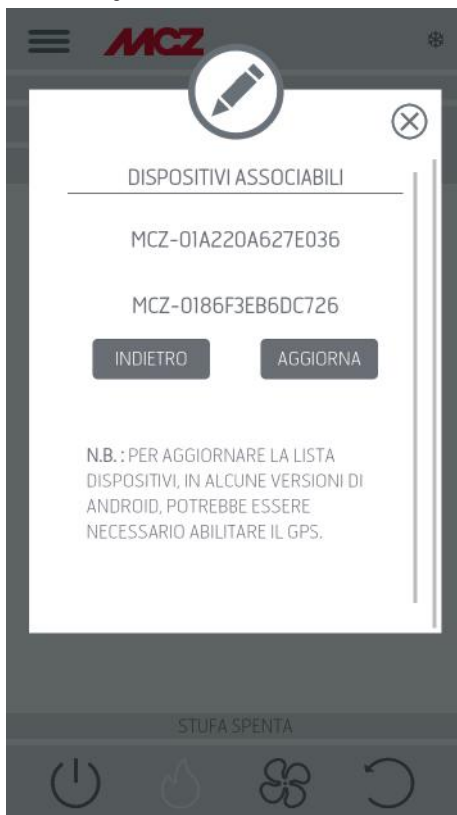 MCZ
DISPOSITIVI ASSOCIABILI
MCZ-01A220A627E036
MCZ-0186F3EB6DC726
INDIETRO AGGIORNA
N.B. : PER AGGIORNARE LA LISTA
DISPOSITIVI, IN ALCUNE VERSIONI DI
ANDROID, POTREBBE ESSERE
NECESSARIO ABILITARE IL GPS.
STUFA SPENTA